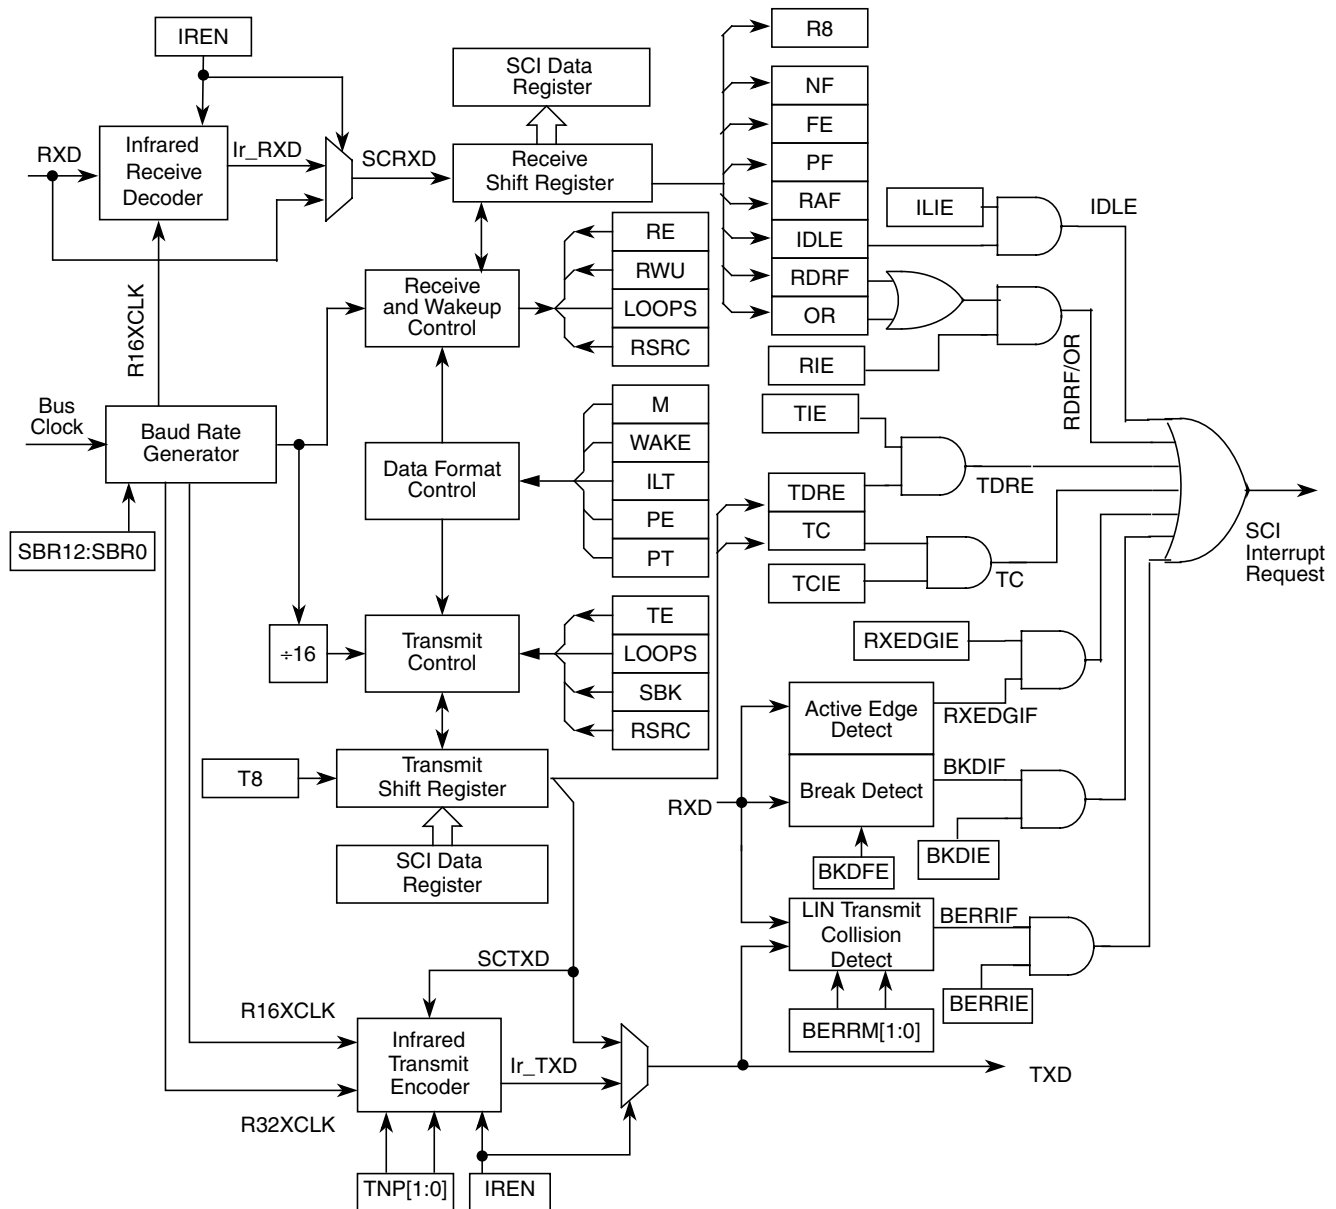 IREN
SCI Data
Register
R8
NF
FE
PF
RAF
IDLE
RDRF
OR
RXD
Infrared
Receive
Decoder
Ir_RXD
SCRXD
Receive
Shift Register
ILIE
IDLE
RE
RWU
LOOPS
RSRC
Receive
and Wakeup
Control
R16XCLK
RIE
RDRF/OR
Bus
Clock
Baud Rate
Generator
M
WAKE
ILT
PE
PT
Data Format
Control
TIE
TDRE
TC
TDRE
TCIE
TC
SBR12:SBR0
SCI
Interrupt
Request
÷16
Transmit
Control
TE
LOOPS
SBK
RSRC
RXEDGIE
Active Edge
Detect
RXEDGIF
T8
Transmit
Shift Register
RXD
Break Detect
BKDIF
BKDIE
BKDFE
SCI Data
Register
LIN Transmit
Collision
Detect
BERRIF
BERRIE
BERRM[1:0]
SCTXD
R16XCLK
Infrared
Transmit
Encoder
Ir_TXD
TXD
R32XCLK
TNP[1:0]
IREN